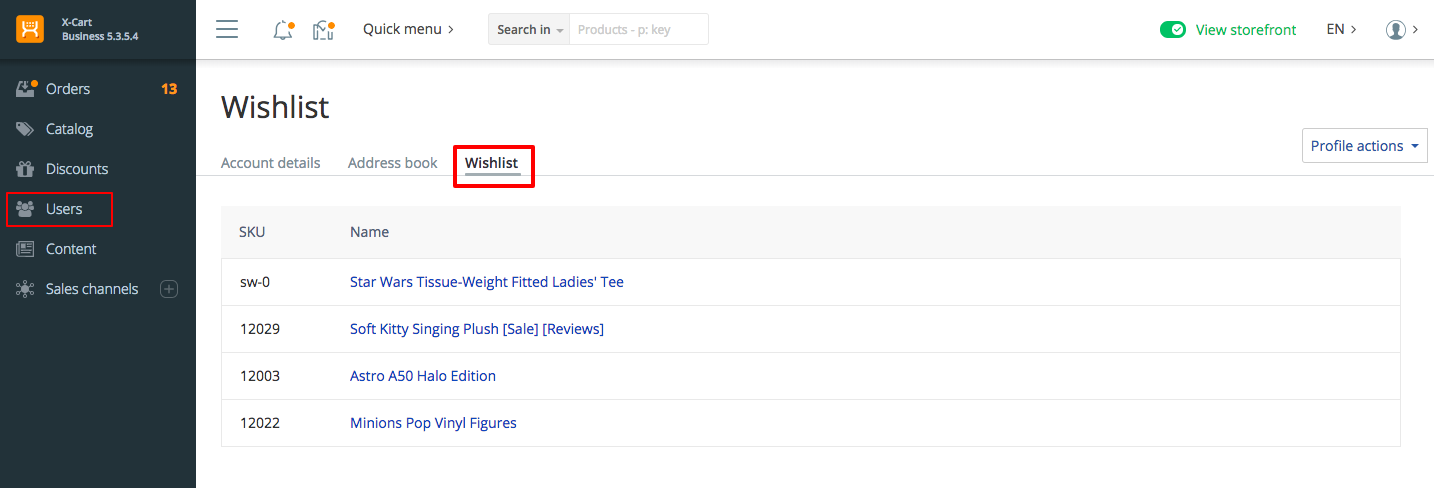 X-Cart
Business 5.3.5.4
Quick menu
Search in
Products - p: key
View storefront
EN
Orders 13
Catalog
Discounts
Users
Content
Sales channels
Wishlist
Account details Address book Wishlist
Profile actions
SKU Name
sw-0 Star Wars Tissue-Weight Fitted Ladies' Tee
12029 Soft Kitty Singing Plush [Sale] [Reviews]
12003 Astro A50 Halo Edition
12022 Minions Pop Vinyl Figures